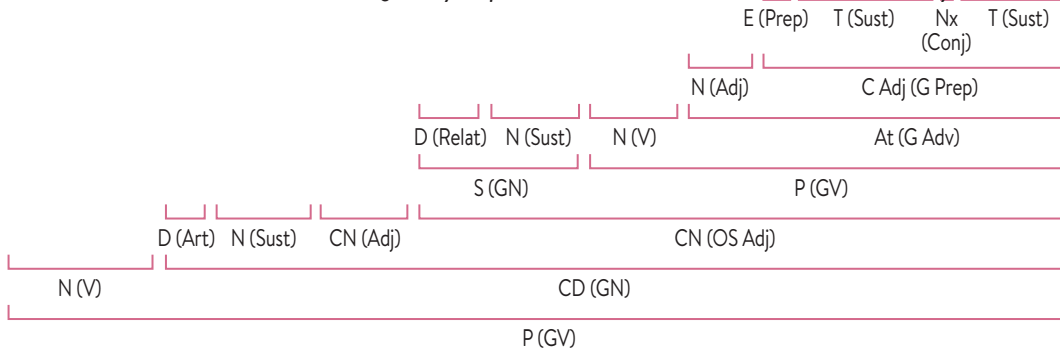 E (Prep) T (Sust) Nx T (Sust)
(Conj)
N (Adj) C Adj (G Prep)
D (Relat) N (Sust) N (V) At (G Adv)
S (GN) P (GV)
D (Art) N (Sust) CN (Adj) CN (OS Adj)
N (V) CD (GN)
P (GV)